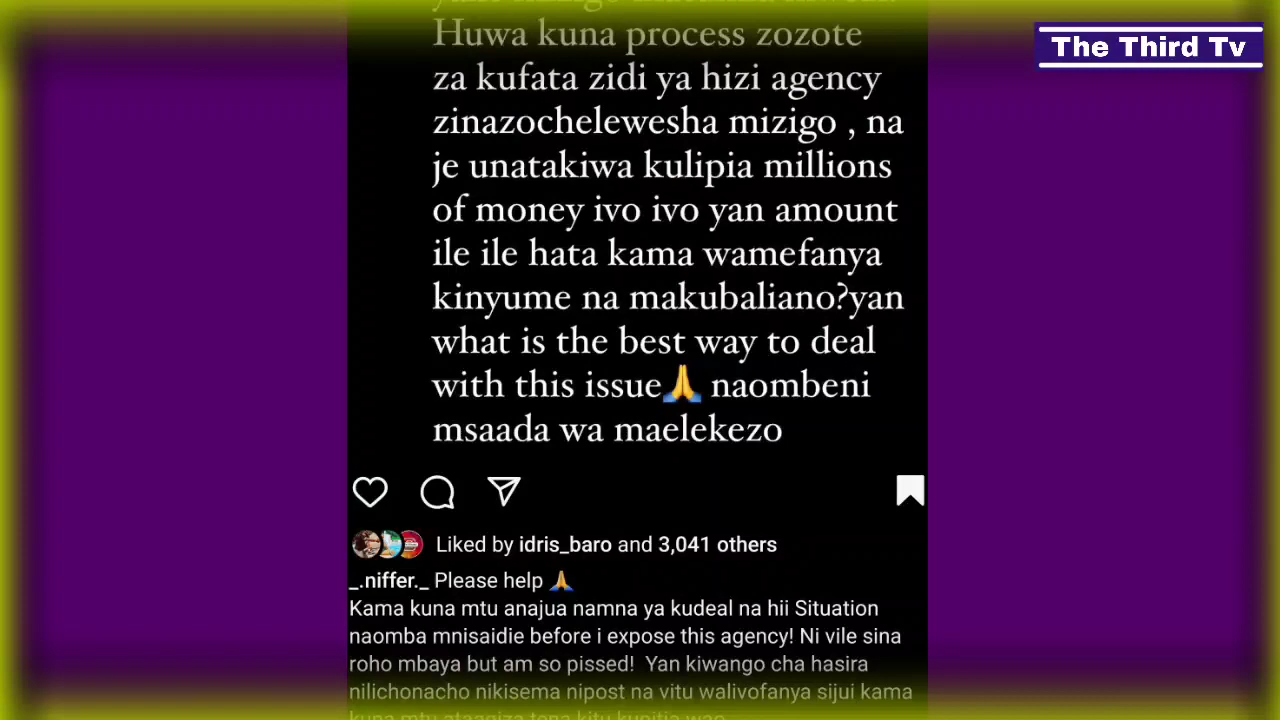 The Third Tv
Huwa kuna process zozote
za kufata zidi ya hizi agency
zinazochelewesha mizigo , na
je unatakiwa kulipia millions
of money ivo ivo yan amount
ile ile hata kama wamefanya
kinyume na makubaliano?yan
what is the best way to deal
with this issue🙏 naombeni
msaada wa maelekezo
Liked by idris_baro and 3,041 others
_.niffer._ Please help 🙏
Kama kuna mtu anajua namna ya kudeal na hii Situation
naomba mnisaidie before i expose this agency! Ni vile sina
roho mbaya but am so pissed! Yan kiwango cha hasira
nilichonacho nikisema nipost na vitu walivofanya sijui kama